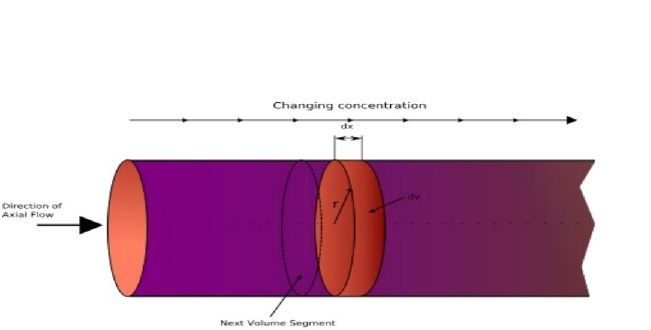 Changing concentration
dx
Direction of
Axial Flow
r
dv
Next Volume Segment